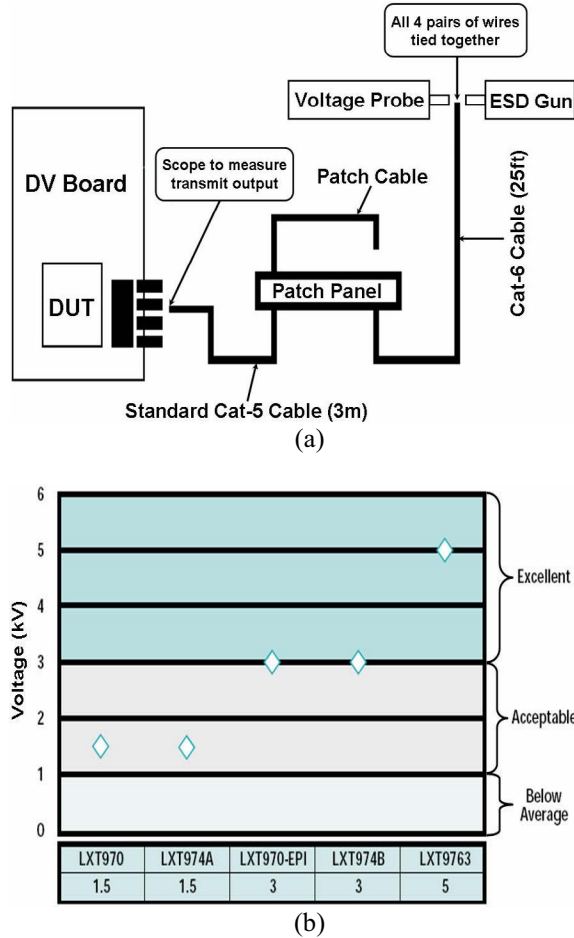 All 4 pairs of wires
tied together
Voltage Probe
ESD Gun
DV Board
Scope to measure
transmit output
Patch Cable
Cat-6 Cable (25ft)
DUT
Patch Panel
Standard Cat-5 Cable (3m)
(a)
Voltage (kV)
6
5
4
3
2
1
0
Excellent
Acceptable
Below
Average
LXT970 LXT974A LXT970-EPI LXT974B LXT9763
1.5 1.5 3 3 5
(b)